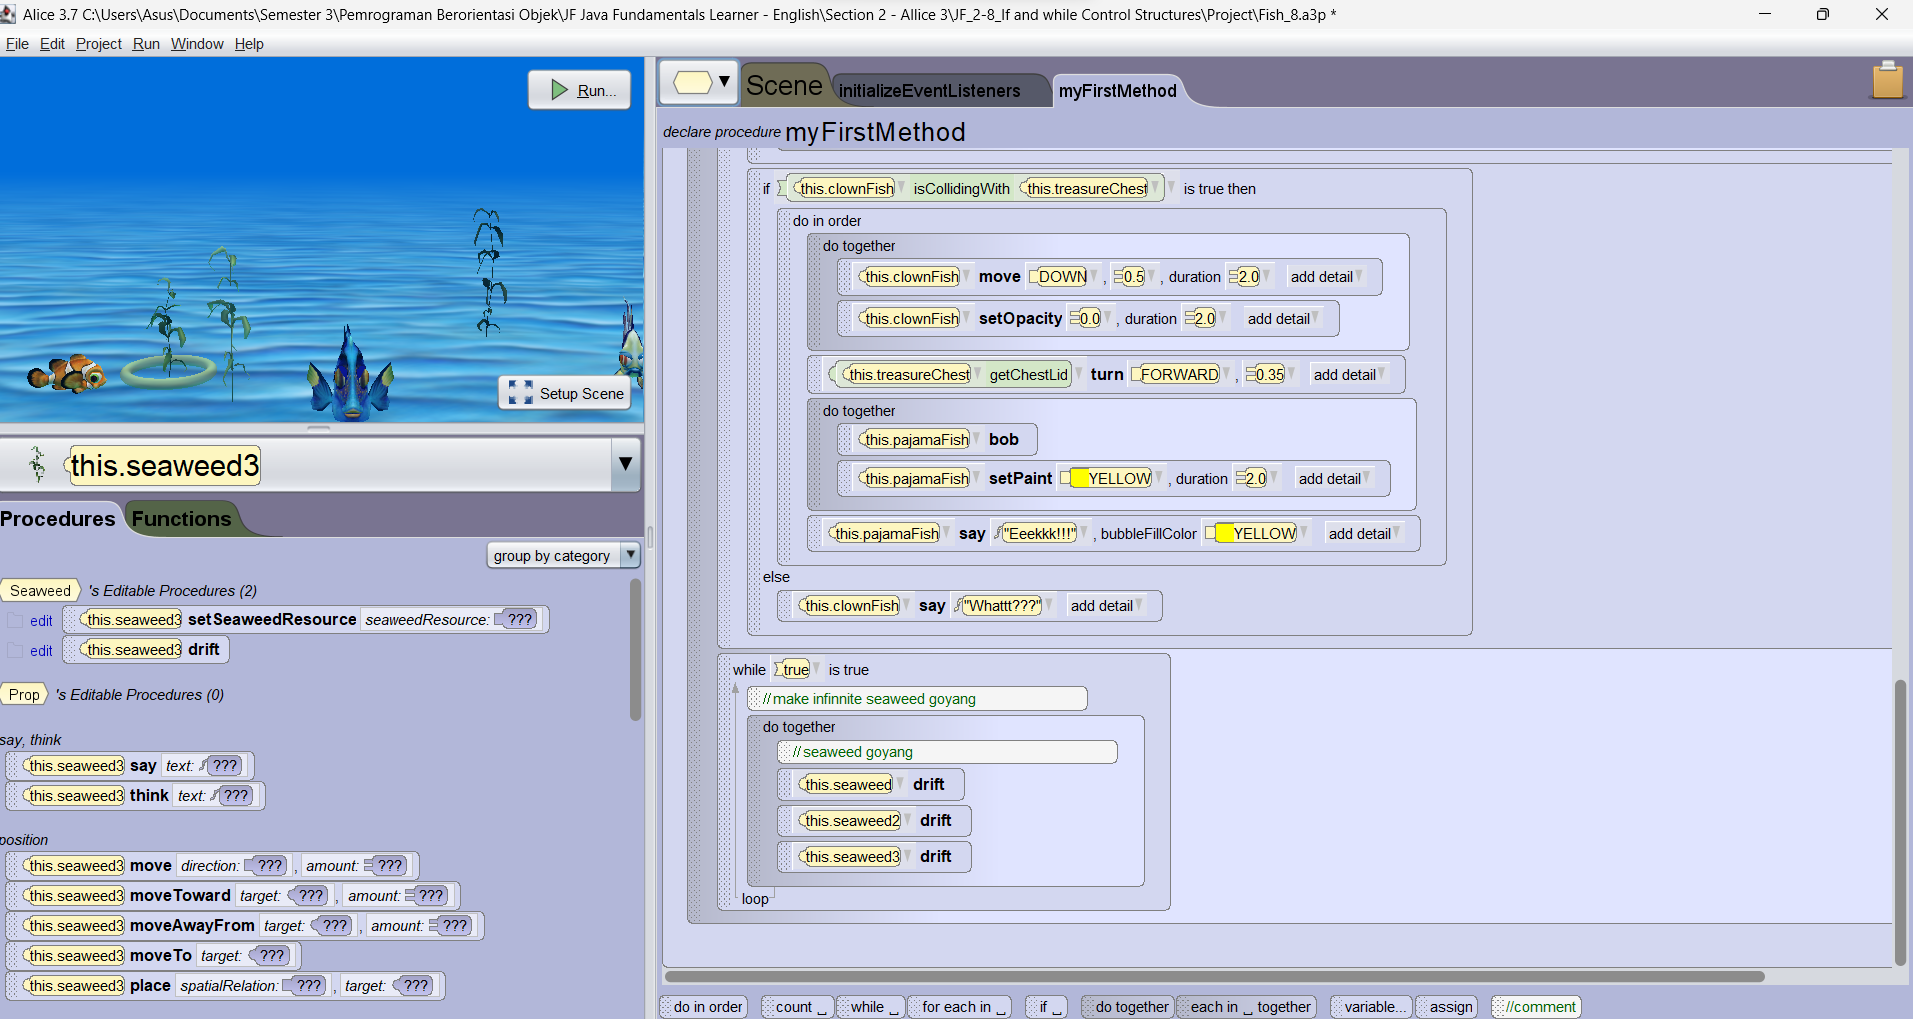 Alice 3.7 C:\Users\Asus\Documents\Semester 3\Pemrograman Berorientasi Objek\JF Java Fundamentals Learner - English\Section 2 - Allice 3\JF_2-8_If and while Control Structures\Project\Fish_8.a3p *
File Edit Project Run Window Help
Run...
Setup Scene
this.seaweed3
Procedures Functions
group by category
Seaweed 's Editable Procedures (2)
edit this.seaweed3 setSeaweedResource seaweedResource: ???
edit this.seaweed3 drift
Prop 's Editable Procedures (0)
say, think
this.seaweed3 say text: ???
this.seaweed3 think text: ???
position
this.seaweed3 move direction: ??? , amount: ???
this.seaweed3 moveToward target: ??? , amount: ???
this.seaweed3 moveAwayFrom target: ??? , amount: ???
this.seaweed3 moveTo target: ???
this.seaweed3 place spatialRelation: ??? , target: ???
Scene initializeEventListeners myFirstMethod
declare procedure myFirstMethod
if this.clownFish isCollidingWith this.treasureChest is true then
do in order
do together
this.clownFish move DOWN , 0.5 , duration 2.0 add detail
this.clownFish setOpacity 0.0 , duration 2.0 add detail
this.treasureChest getChestLid turn FORWARD , 0.35 add detail
do together
this.pajamaFish bob
this.pajamaFish setPaint YELLOW , duration 2.0 add detail
this.pajamaFish say "Eeekkk!!!" , bubbleFillColor YELLOW add detail
else
this.clownFish say "Whattt???" add detail
while true is true
//make infinnite seaweed goyang
do together
//seaweed goyang
this.seaweed drift
this.seaweed2 drift
this.seaweed3 drift
loop
do in order count _ while _ for each in _ if _ do together each in _ together variable... assign //comment